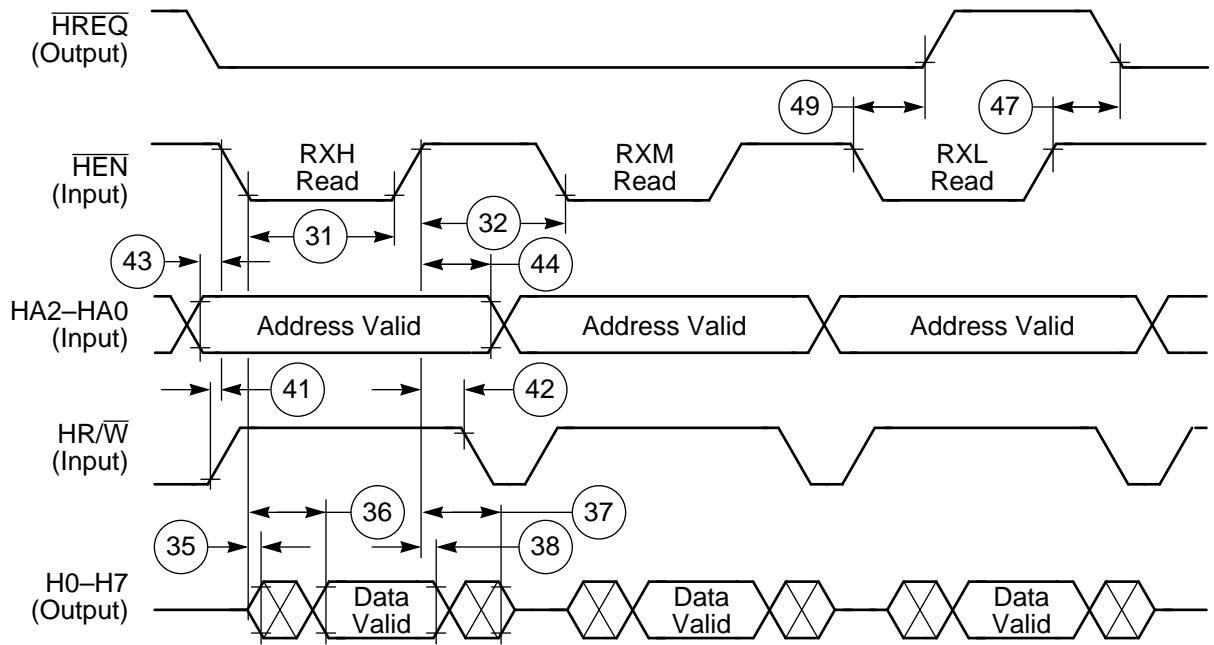 H̅R̅E̅Q̅
(Output)
49
47
H̅E̅N̅
(Input)
RXH
Read
RXM
Read
RXL
Read
31
32
43
44
HA2–HA0
(Input)
Address Valid
Address Valid
Address Valid
41
42
HR/W̅
(Input)
36
37
35
38
H0–H7
(Output)
Data
Valid
Data
Valid
Data
Valid